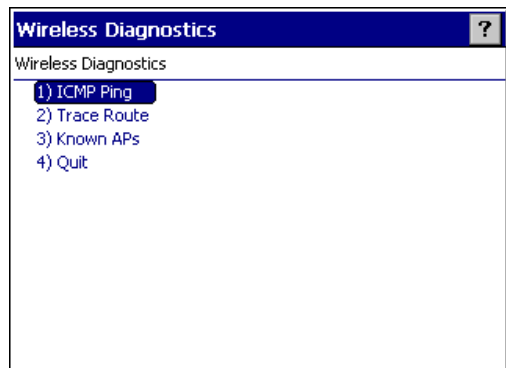 Wireless Diagnostics ?
Wireless Diagnostics
1) ICMP Ping
2) Trace Route
3) Known APs
4) Quit